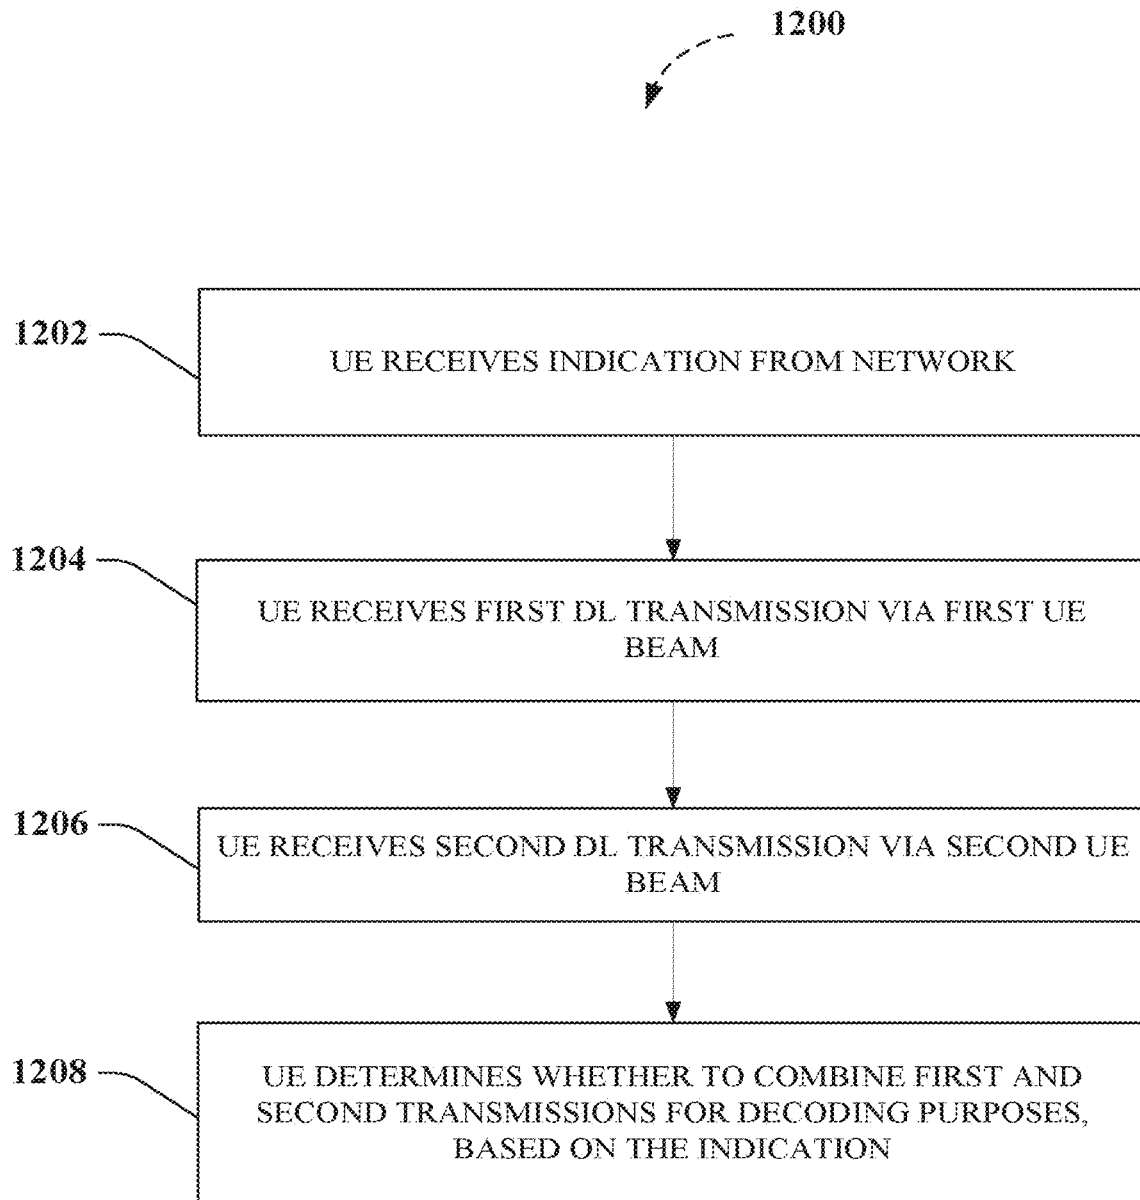 1200
1202
UE RECEIVES INDICATION FROM NETWORK
1204
UE RECEIVES FIRST DL TRANSMISSION VIA FIRST UE
BEAM
1206
UE RECEIVES SECOND DL TRANSMISSION VIA SECOND UE
BEAM
1208
UE DETERMINES WHETHER TO COMBINE FIRST AND
SECOND TRANSMISSIONS FOR DECODING PURPOSES,
BASED ON THE INDICATION